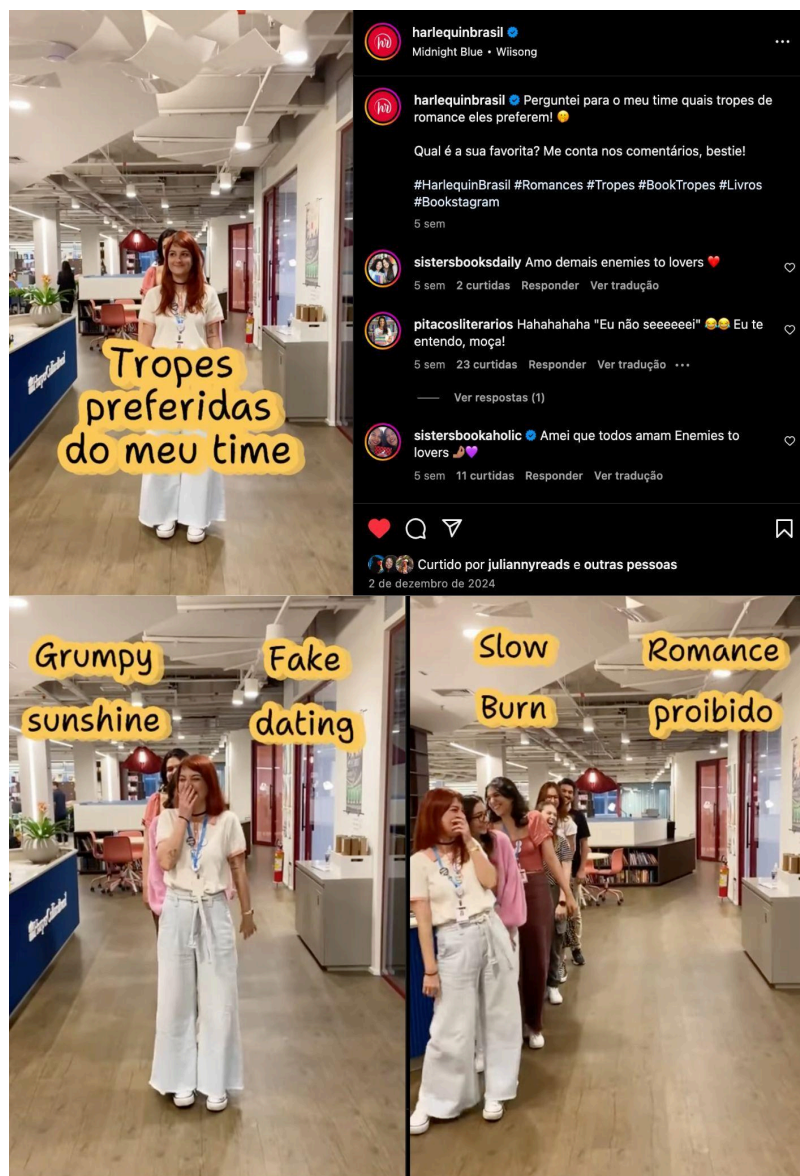 Tropes
preferidas
do meu time
harlequinbrasil
Midnight Blue • Wiisong
harlequinbrasil Perguntei para o meu time quais tropes de
romance eles preferem! 🤭
Qual é a sua favorita? Me conta nos comentários, bestie!
#HarlequinBrasil #Romances #Tropes #BookTropes #Livros
#Bookstagram
5 sem
sistersbooksdaily Amo demais enemies to lovers ❤️
5 sem 2 curtidas Responder Ver tradução
pitacosliterarios Hahahahaha "Eu não seeeeeei" 😂😂 Eu te
entendo, moça!
5 sem 23 curtidas Responder Ver tradução •••
Ver respostas (1)
sistersbookaholic Amei que todos amam Enemies to
lovers 🤌🏽💜
5 sem 11 curtidas Responder Ver tradução
Curtido por juliannyreads e outras pessoas
2 de dezembro de 2024
Grumpy
sunshine
Fake
dating
Slow
Burn
Romance
proibido